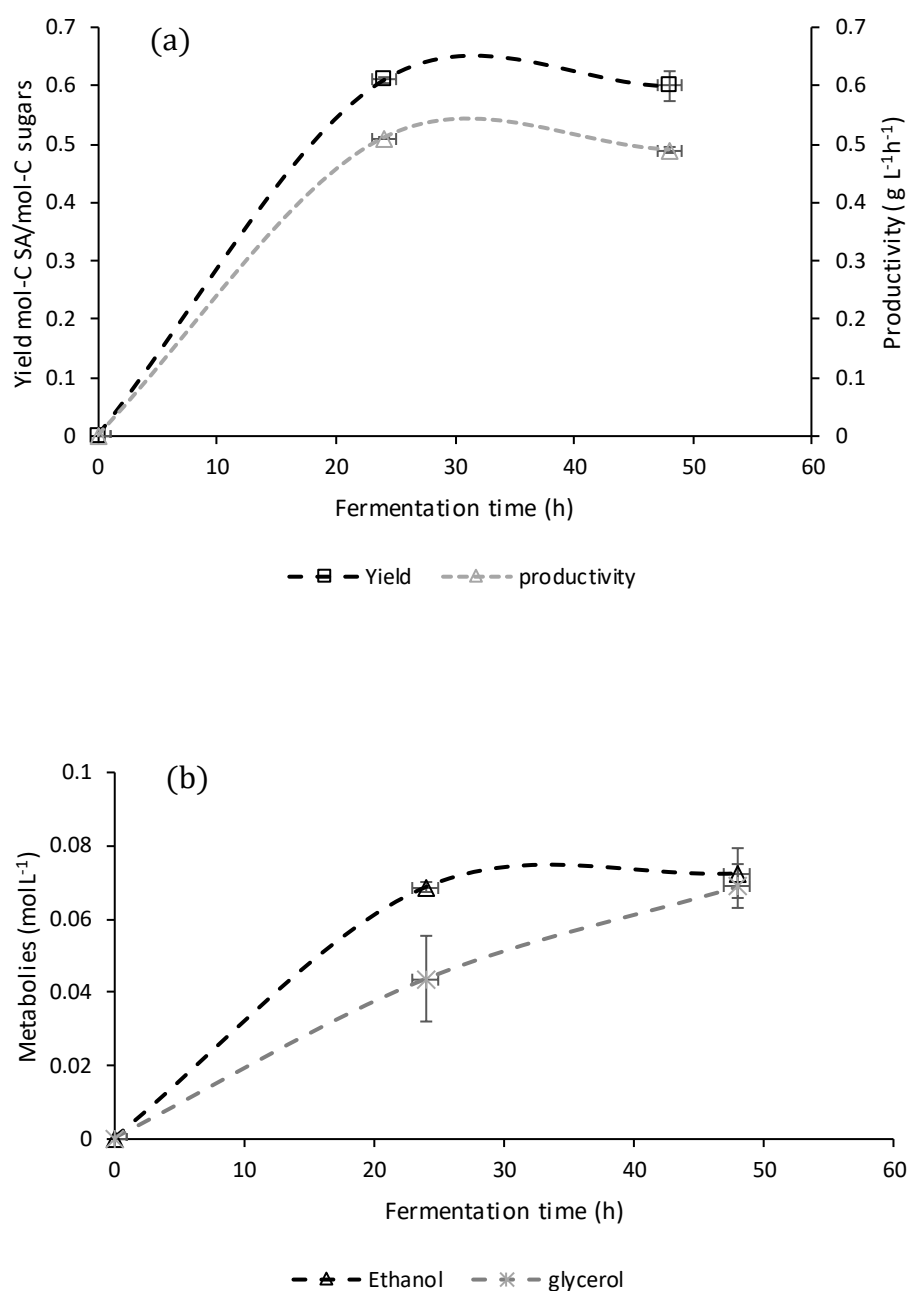 (a)
Yield mol-C SA/mol-C sugars
0.7
0.6
0.5
0.4
0.3
0.2
0.1
0
0.7
0.6
0.5
0.4
0.3
0.2
0.1
0
Productivity ( g L-1h-1)
0 10 20 30 40 50 60
Fermentation time (h)
Yield productivity
(b)
Metabolies (mol L-1)
0.1
0.08
0.06
0.04
0.02
0
0 10 20 30 40 50 60
Fermentation time (h)
Ethanol glycerol